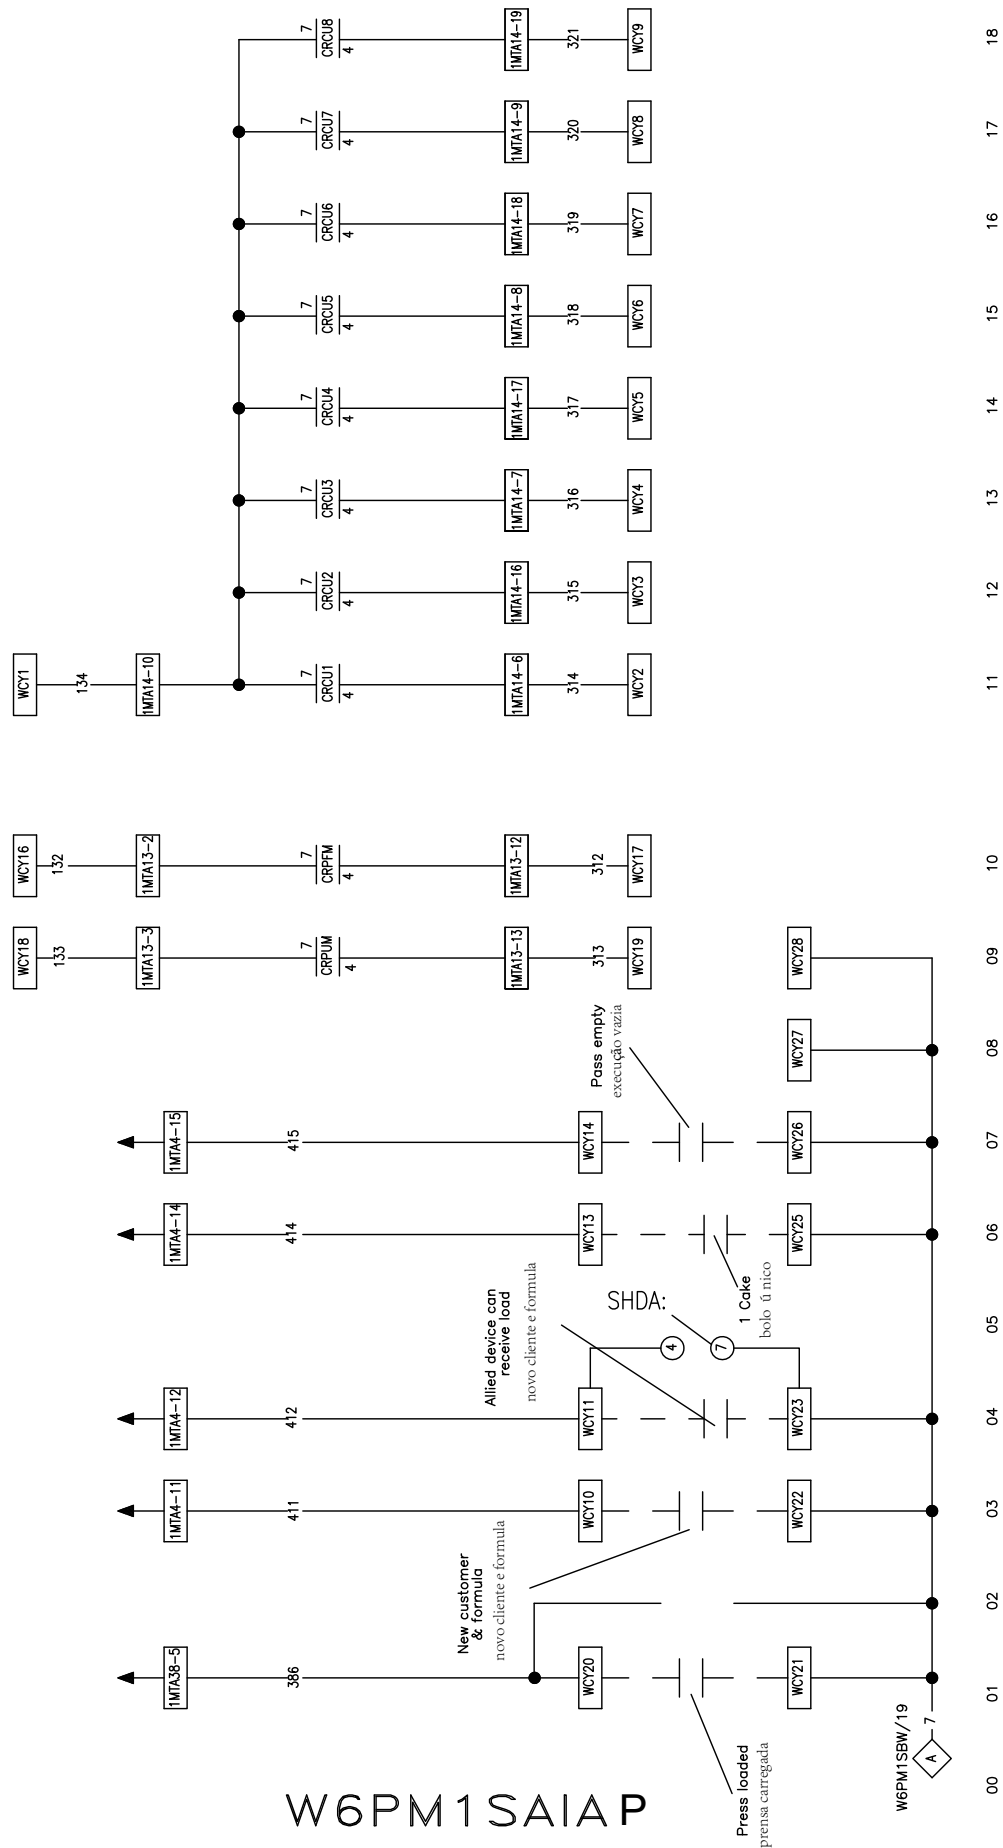 W6PM1SAIAP
00
01
02
03
04
05
06
07
08
09
10
11
12
13
14
15
16
17
18
W6PM1SBW/19
A
7
Press loaded
prensa carregada
1MTA38-5
386
WCY20
WCY21
New customer
& formula
novo cliente e formula
1MTA4-11
411
WCY10
WCY22
Allied device can
receive load
novo cliente e formula
1MTA4-12
412
WCY11
WCY23
SHDA:
4
7
1 Cake
bolo ú nico
1MTA4-14
414
WCY13
WCY25
Pass empty
execução vazia
1MTA4-15
415
WCY14
WCY26
WCY27
WCY28
WCY18
133
1MTA13-3
7
CRPUM
4
1MTA13-13
313
WCY19
WCY16
132
1MTA13-2
7
CRPFM
4
1MTA13-12
312
WCY17
WCY1
134
1MTA14-10
7
CRCU1
4
1MTA14-6
314
WCY2
7
CRCU2
4
1MTA14-16
315
WCY3
7
CRCU3
4
1MTA14-7
316
WCY4
7
CRCU4
4
1MTA14-17
317
WCY5
7
CRCU5
4
1MTA14-8
318
WCY6
7
CRCU6
4
1MTA14-18
319
WCY7
7
CRCU7
4
1MTA14-9
320
WCY8
7
CRCU8
4
1MTA14-19
321
WCY9